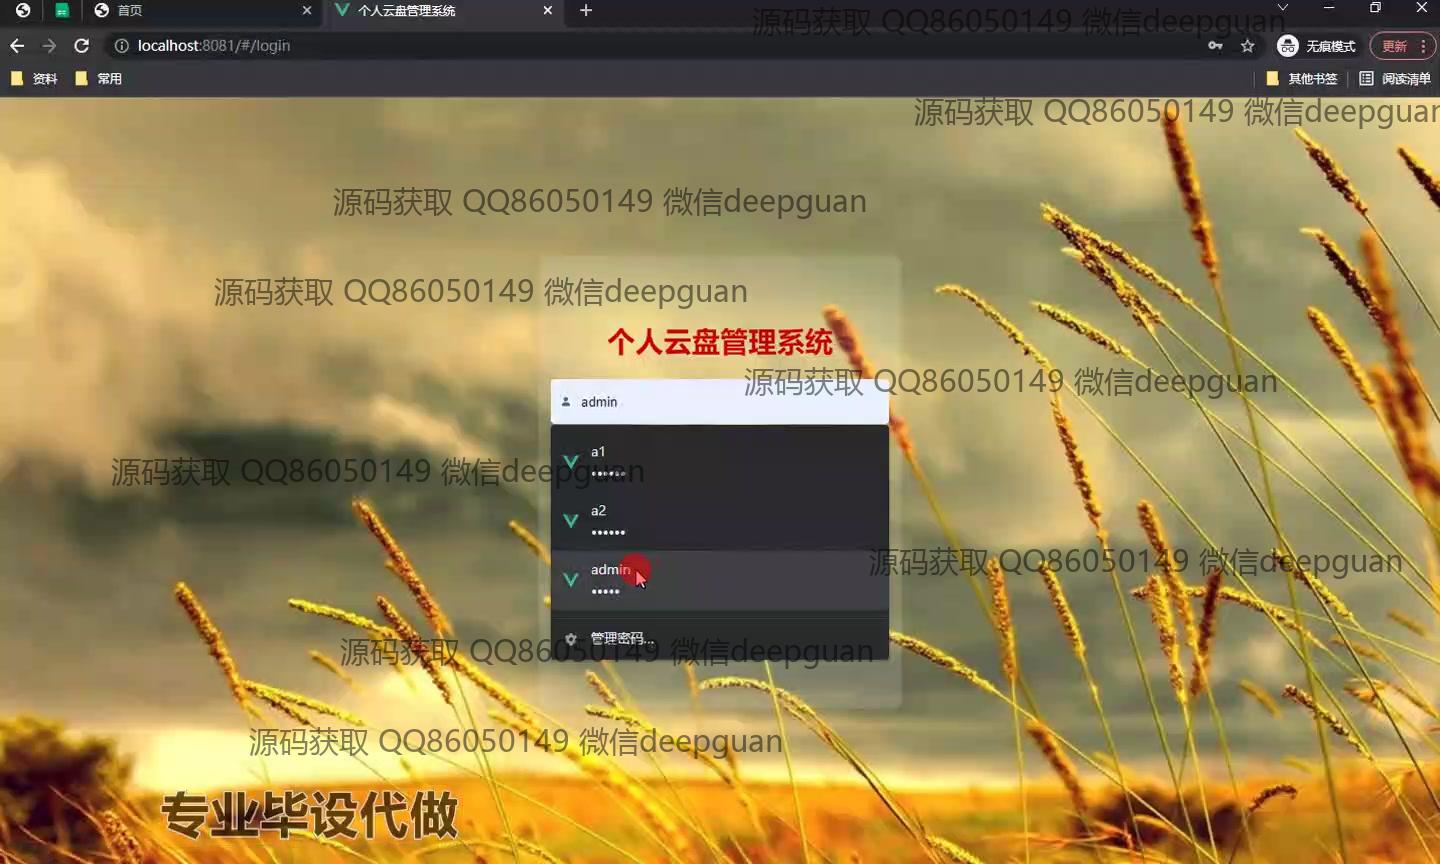 首页
个人云盘管理系统
源码获取 QQ86050149 微信deepguan
localhost:8081/#/login
无痕模式
更新
资料
常用
其他书签
阅读清单
源码获取 QQ86050149 微信deepguan
源码获取 QQ86050149 微信deepguan
源码获取 QQ86050149 微信deepguan
个人云盘管理系统
源码获取 QQ86050149 微信deepguan
admin
a1
••••••
源码获取 QQ86050149 微信deepguan
a2
••••••
源码获取 QQ86050149 微信deepguan
admin
•••••
管理密码...
源码获取 QQ86050149 微信deepguan
源码获取 QQ86050149 微信deepguan
专业毕设代做